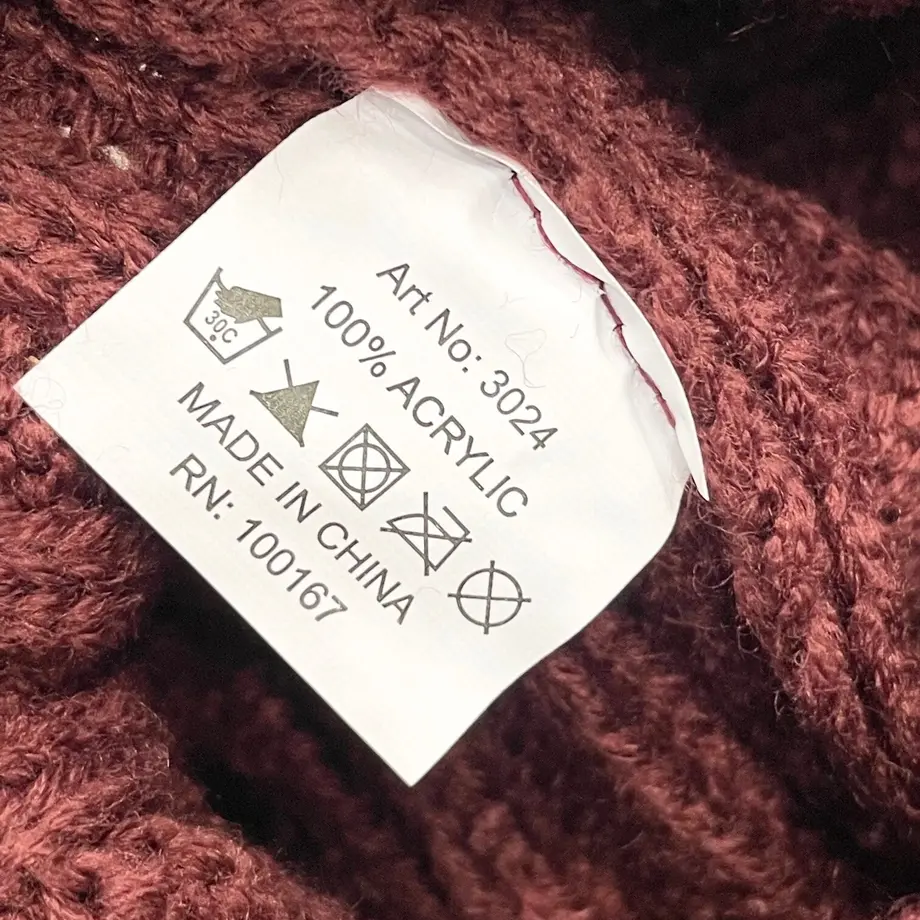 Art No: 3024
100% ACRYLIC
30C
MADE IN CHINA
RN: 100167